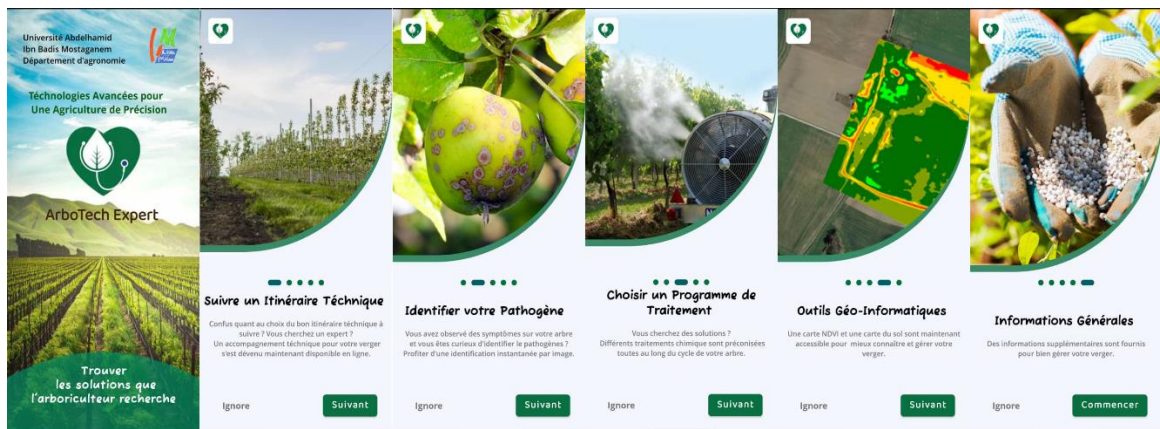 Université Abdelhamid
Ibn Badis Mostaganem
Département d'agronomie
Téchnologies Avancées pour
Une Agriculture de Précision
ArboTech Expert
Trouver
les solutions que
l'arboriculteur recherche
Suivre un Itinéraire Téchnique
Confus quant au choix du bon itinéraire téchnique à
suivre ? Vous cherchez un expert ?
Un accompagnement téchnique pour votre verger
s'est dévenu maintenant disponible en ligne.
Ignore
Suivant
Identifier votre Pathogène
Vous avez observé des symptômes sur votre arbre
et vous êtes curieux d'identifier le pathogènes ?
Profiter d'une identification instantanée par image.
Ignore
Suivant
Choisir un Programme de
Traitement
Vous cherchez des solutions ?
Différents traitements chimique sont préconisées
toutes au long du cycle de votre arbre.
Ignore
Suivant
Outils Géo-Informatiques
Une carte NDVI et une carte du sol sont maintenant
accessible pour mieux connaître et gérer votre
verger.
Ignore
Suivant
Informations Générales
Des informations supplémentaires sont fournis
pour bien gérer votre verger.
Ignore
Commencer